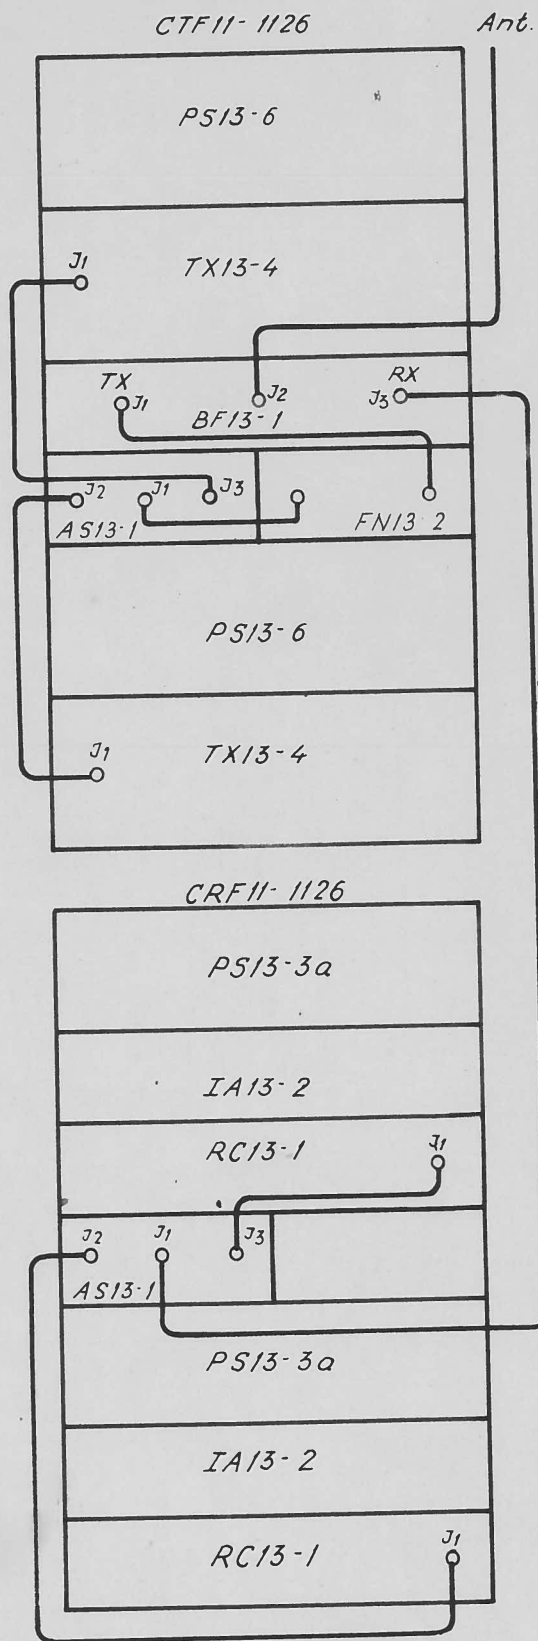 CTF11-1126 Ant.
PS13-6
J1 TX13-4
TX J1 J2 RX J3
BF13-1
J2 J1 J3
AS13-1 FN13-2
PS13-6
J1 TX13-4
CRF11-1126
PS13-3a
IA13-2
RC13-1 J1
J2 J1 J3
AS13-1
PS13-3a
IA13-2
RC13-1 J1